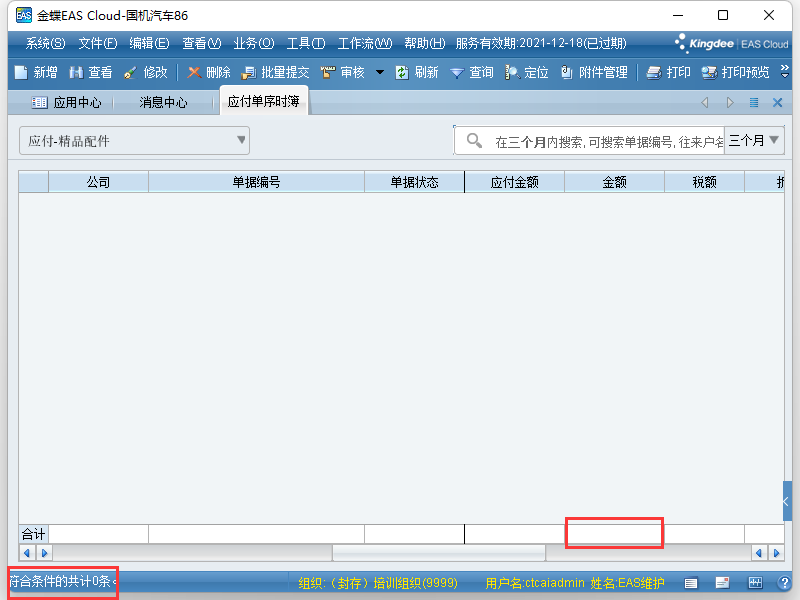 金蝶EAS Cloud-国机汽车86
系统(S) 文件(F) 编辑(E) 查看(V) 业务(O) 工具(T) 工作流(W) 帮助(H) 服务有效期:2021-12-18(已过期) Kingdee | EAS Cloud
新增 查看 修改 删除 批量提交 审核 刷新 查询 定位 附件管理 打印 打印预览
应用中心 消息中心 应付单序时簿
应付-精品配件 在三个月内搜索,可搜索单据编号,往来户名 三个月
公司 单据编号 单据状态 应付金额 金额 税额
合计
符合条件的共计0条 组织:（封存）培训组织(9999) 用户名:ctcaiadmin 姓名:EAS维护